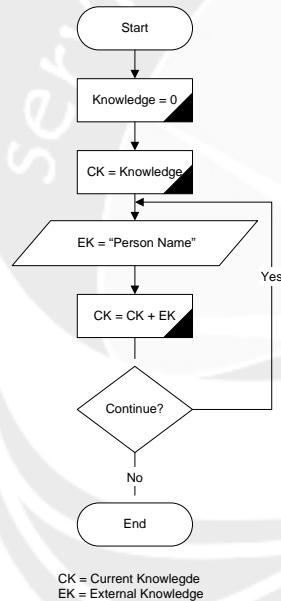 Start
Knowledge = 0
CK = Knowledge
EK = “Person Name”
Yes
CK = CK + EK
Continue?
No
End
CK = Current Knowlegde
EK = External Knowledge